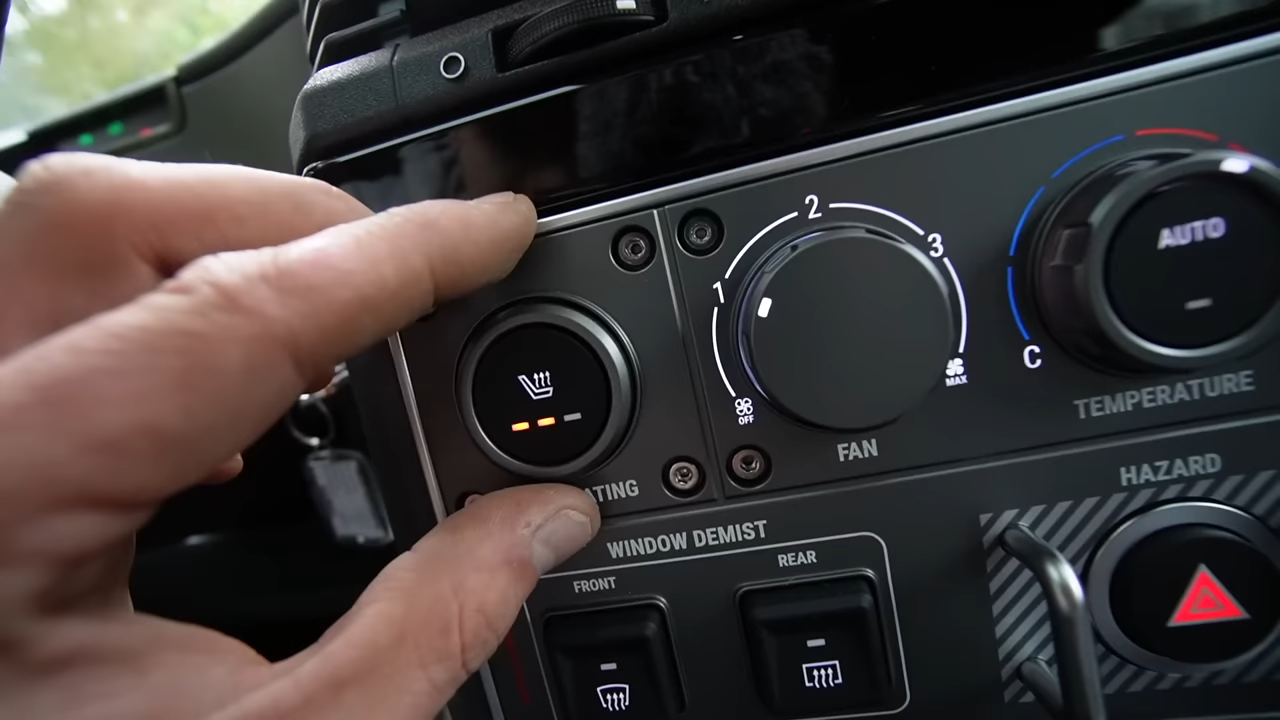 2
3
1
AUTO
C
MAX
OFF
TEMPERATURE
FAN
HAZARD
ATING
WINDOW DEMIST
REAR
FRONT